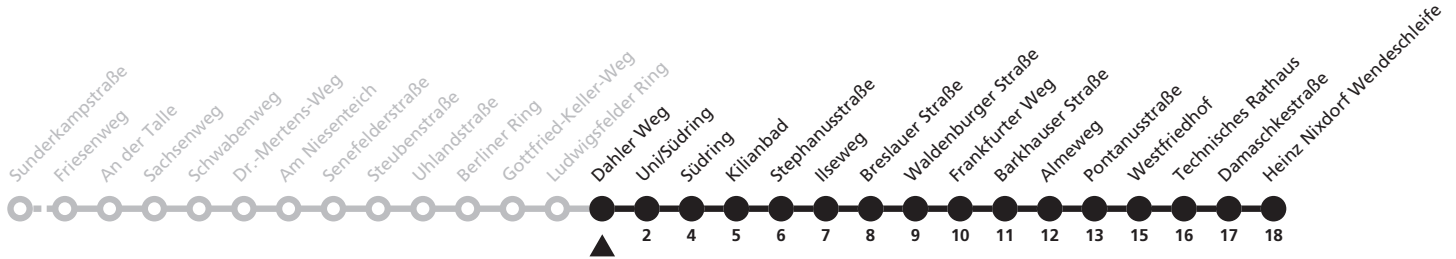 Sunderkampstraße
Friesenweg
An der Talle
Sachsenweg
Schwabenweg
Dr.-Mertens-Weg
Am Niesenteich
Senefelderstraße
Steubenstraße
Uhlandstraße
Berliner Ring
Gottfried-Keller-Weg
Ludwigsfelder Ring
Dahler Weg
Uni/Südring
Südring
Kilianbad
Stephanusstraße
Ilseweg
Breslauer Straße
Waldenburger Straße
Frankfurter Weg
Barkhauser Straße
Almeweg
Pontanusstraße
Westfriedhof
Technisches Rathaus
Damaschkestraße
Heinz Nixdorf Wendeschleife
2 4 5 6 7 8 9 10 11 12 13 15 16 17 18